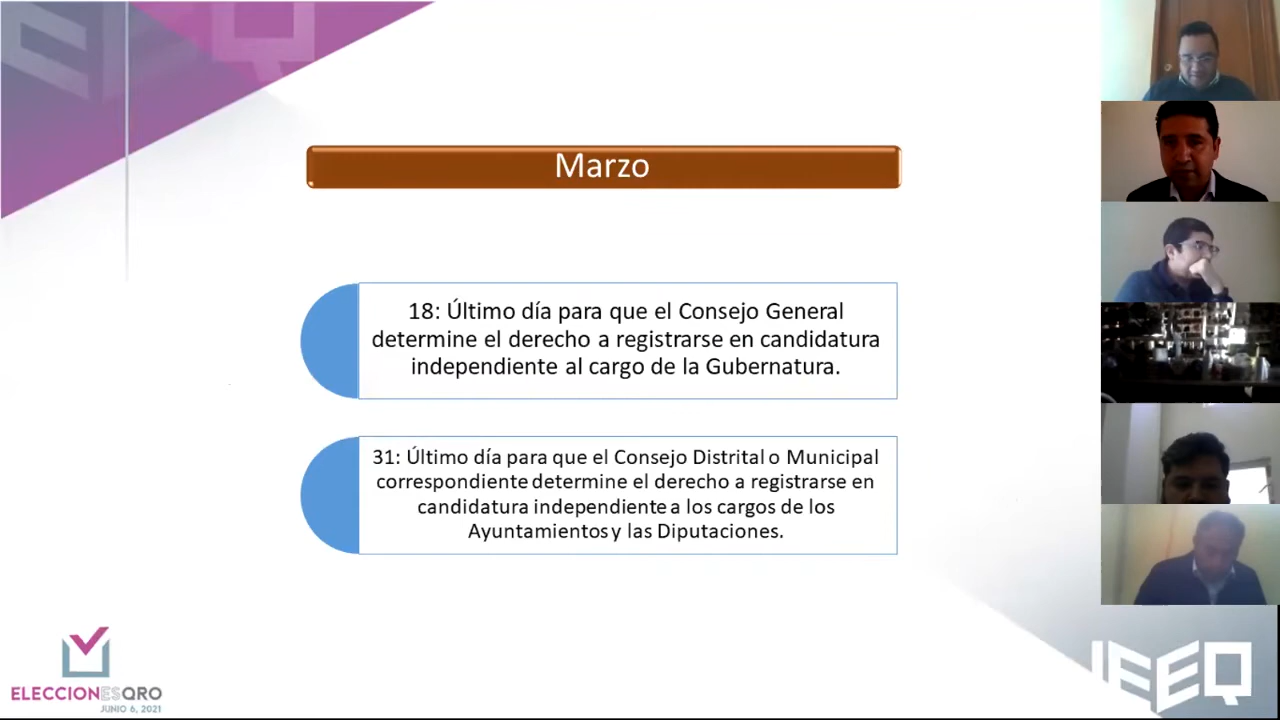 Marzo
18: Último día para que el Consejo General
determine el derecho a registrarse en candidatura
independiente al cargo de la Gubernatura.
31: Último día para que el Consejo Distrital o Municipal
correspondiente determine el derecho a registrarse en
candidatura independiente a los cargos de los
Ayuntamientos y las Diputaciones.
ELECCIONESQRO
JUNIO 6, 2021
IEEQ